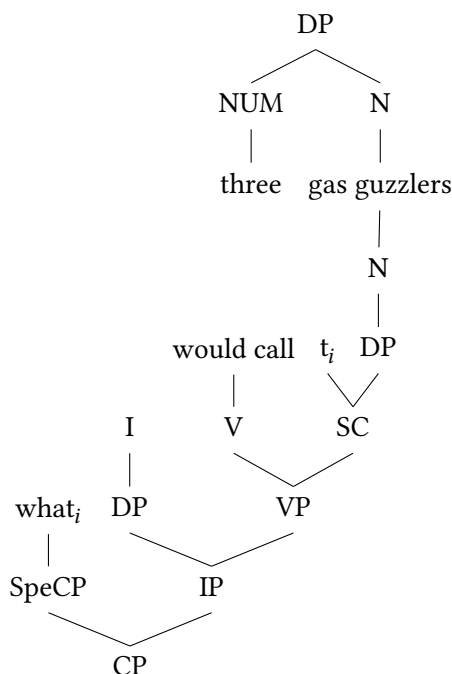 DP
NUM N
three gas guzzlers
N
would call tᵢ DP
I V SC
whatᵢ DP VP
SpeCP IP
CP